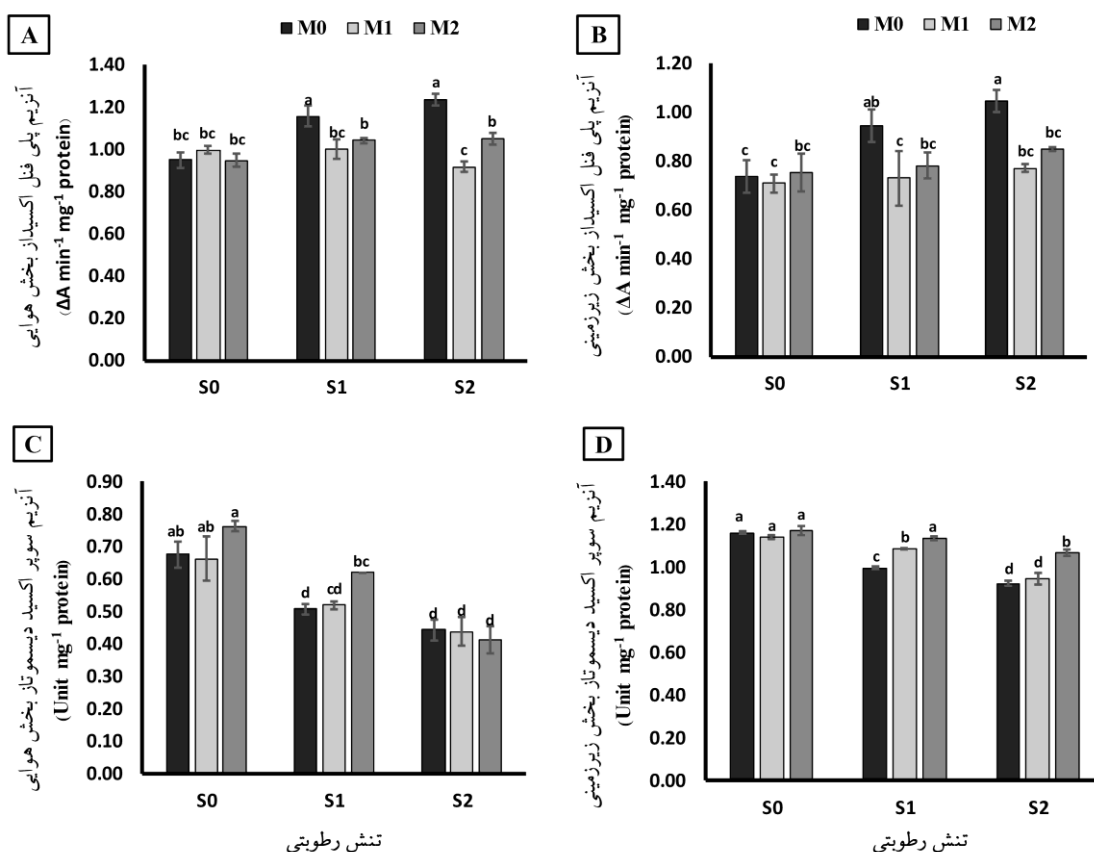 A
M0 M1 M2
آنزیم پلی فنل اکسیداز بخش هوایی
(ΔA min-1 mg-1 protein)
1.40
1.20
1.00
0.80
0.60
0.40
0.20
0.00
bc bc bc
a bc b
a c b
S0 S1 S2
B
M0 M1 M2
آنزیم پلی فنل اکسیداز بخش زیرزمینی
(ΔA min-1 mg-1 protein)
1.20
1.00
0.80
0.60
0.40
0.20
0.00
c c bc
ab c bc
a bc bc
S0 S1 S2
C
آنزیم سوپر اکسید دیسموتاز بخش هوایی
(Unit mg-1 protein)
0.90
0.80
0.70
0.60
0.50
0.40
0.30
0.20
0.10
0.00
ab ab a
d cd bc
d d d
S0 S1 S2
تنش رطوبتی
D
آنزیم سوپر اکسید دیسموتاز بخش زیرزمینی
(Unit mg-1 protein)
1.40
1.20
1.00
0.80
0.60
0.40
0.20
0.00
a a a
c b a
d d b
S0 S1 S2
تنش رطوبتی